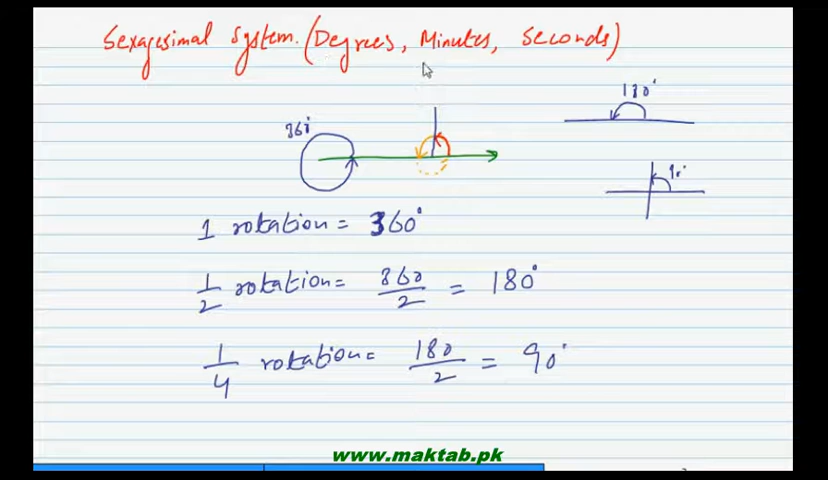 Sexagesimal System. (Degrees, Minutes, Seconds)
180°
360°
90°
1 rotation = 360°
1/2 rotation = 360/2 = 180°
1/4 rotation = 180/2 = 90°
www.maktab.pk